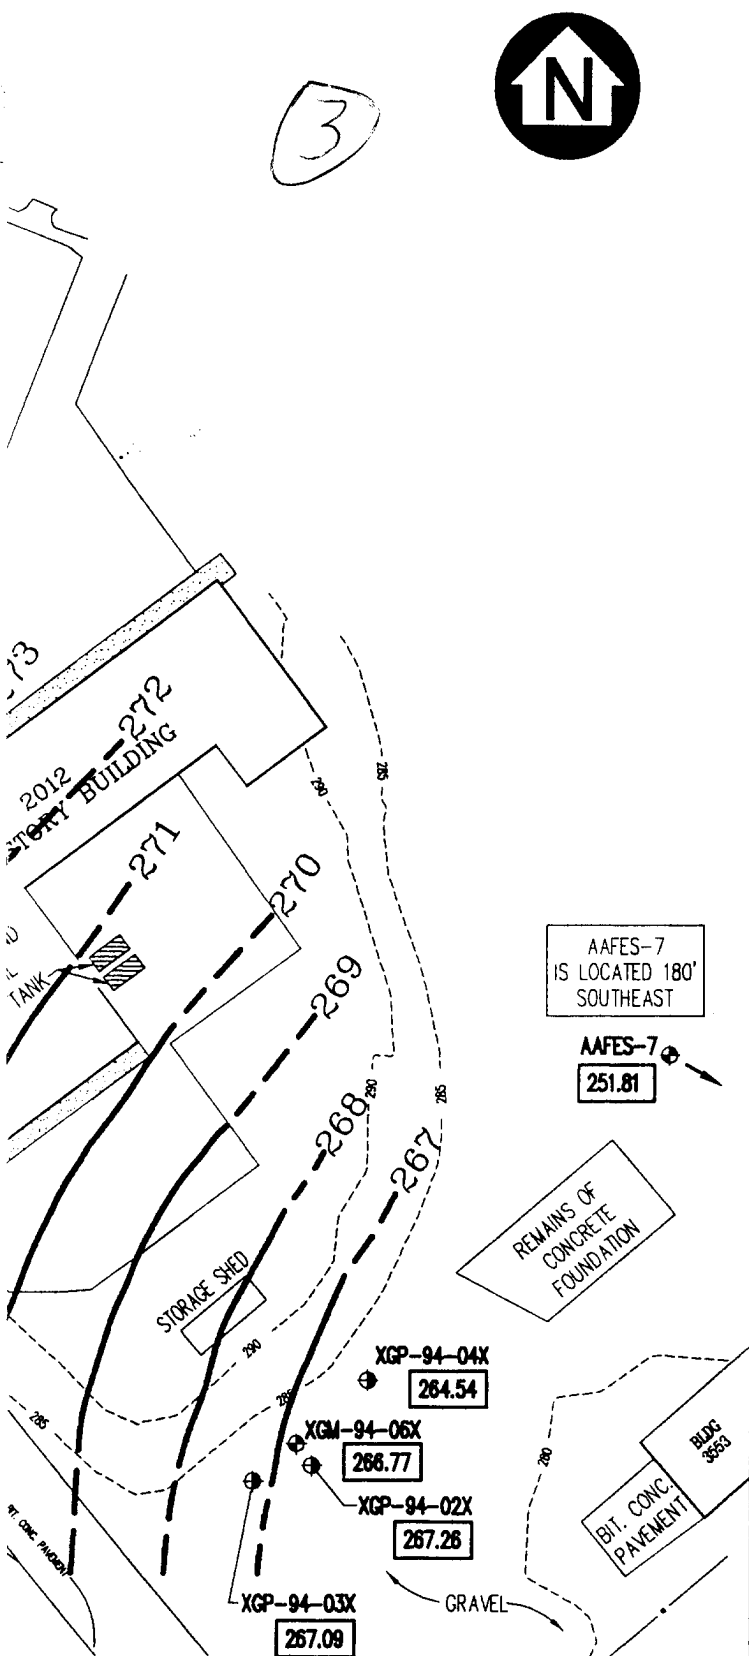 N
3
272
2012
BUILDING
271
270
TANK
269
268
267
290
285
AAFES-7
IS LOCATED 180'
SOUTHEAST
AAFES-7
251.81
290
285
REMAINS OF
CONCRETE
FOUNDATION
STORAGE SHED
290
285
XGP-94-04X
264.54
XGM-94-06X
266.77
XGP-94-02X
267.26
XGP-94-03X
267.09
280
BLDG
3553
BIT. CONC.
PAVEMENT
GRAVEL